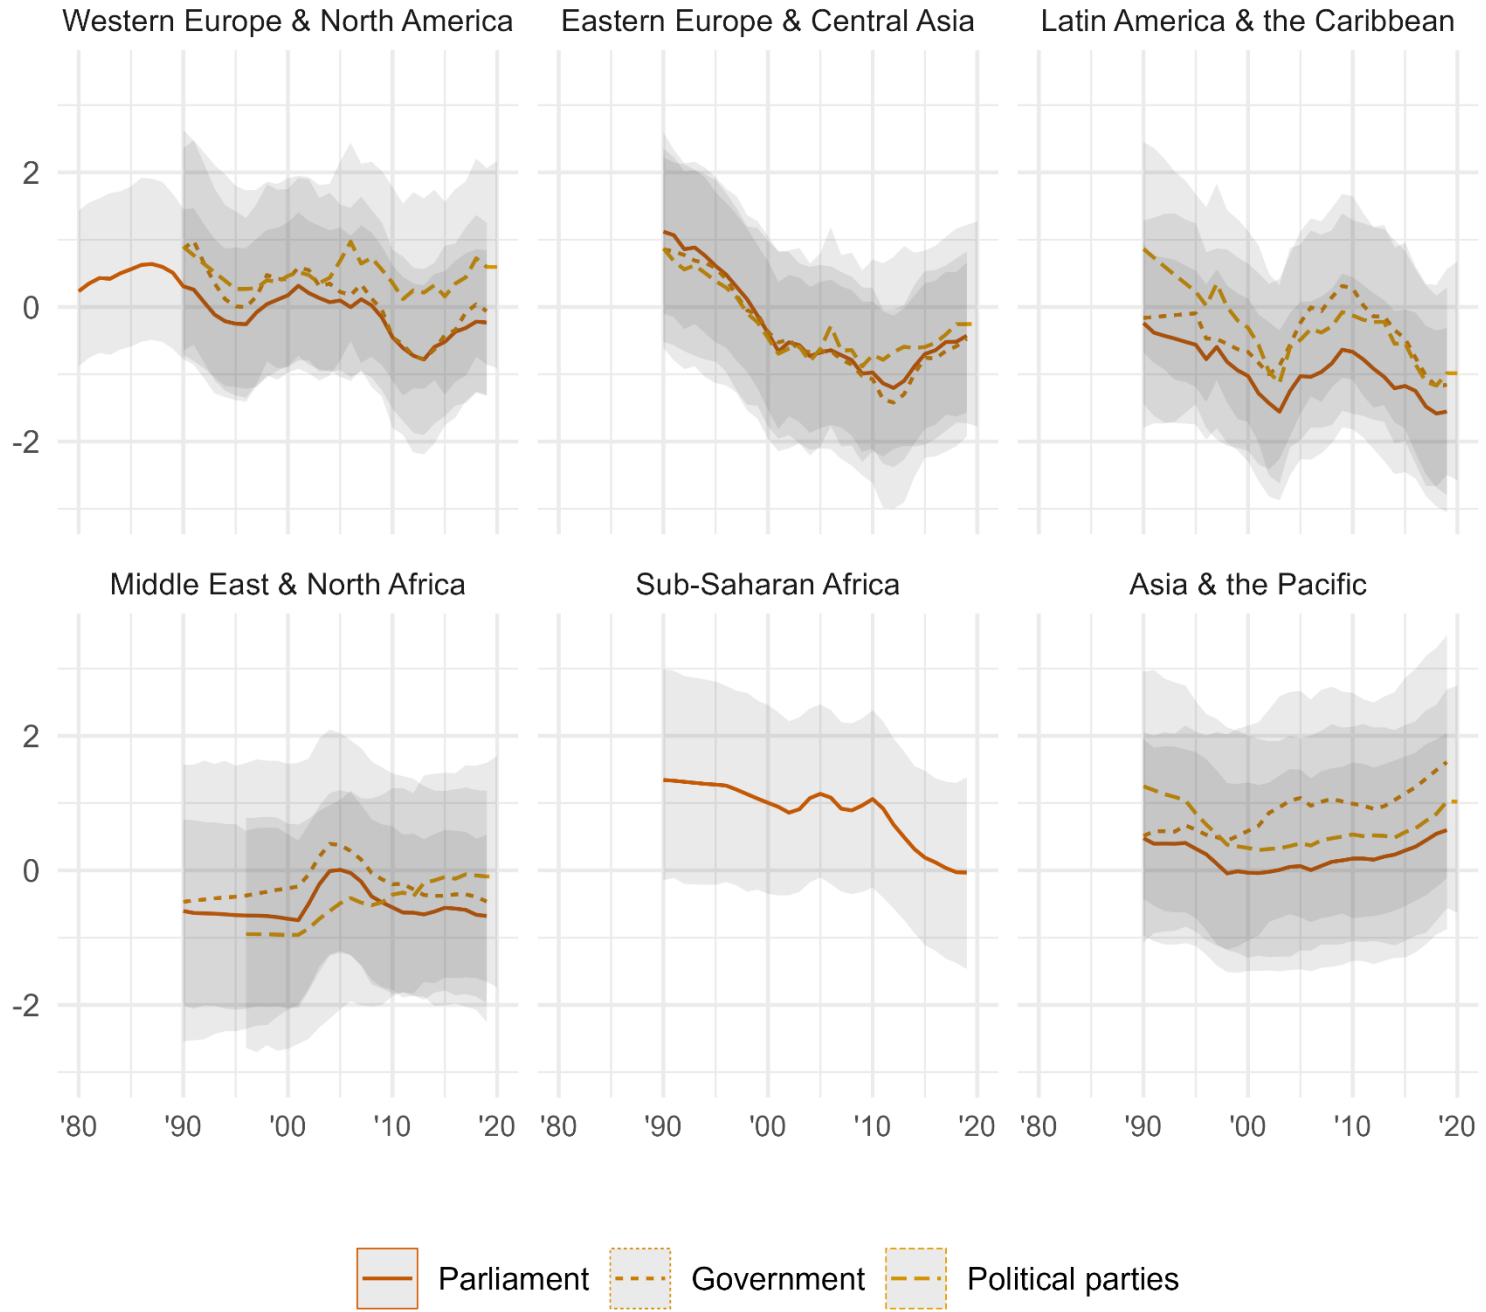 Western Europe & North America Eastern Europe & Central Asia Latin America & the Caribbean
2
0
-2
Middle East & North Africa Sub-Saharan Africa Asia & the Pacific
2
0
-2
'80 '90 '00 '10 '20 '80 '90 '00 '10 '20 '80 '90 '00 '10 '20
Parliament Government Political parties